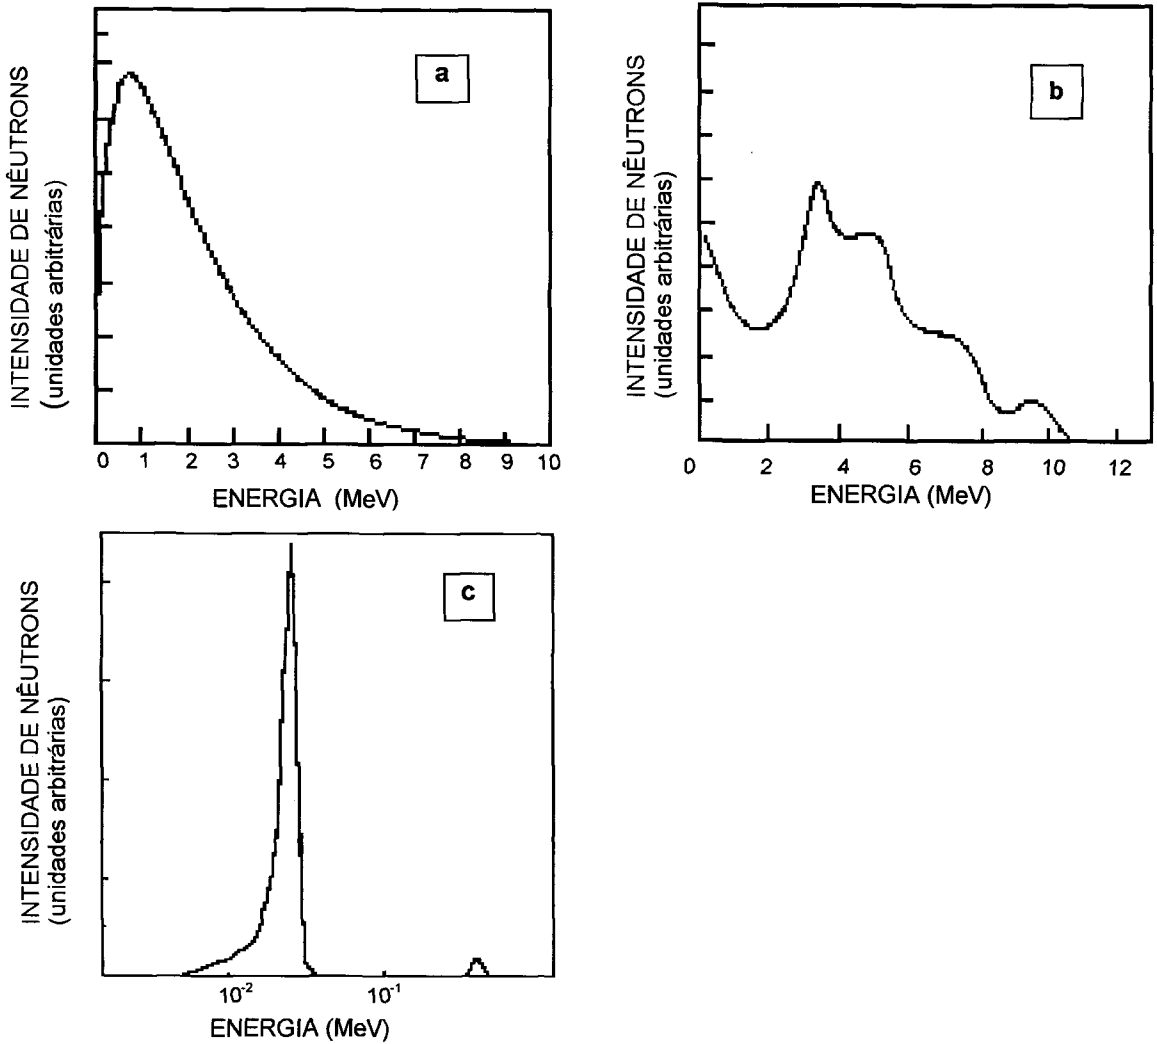 INTENSIDADE DE NÊUTRONS
(unidades arbitrárias)
a
0 1 2 3 4 5 6 7 8 9 10
ENERGIA (MeV)
INTENSIDADE DE NÊUTRONS
(unidades arbitrárias)
b
0 2 4 6 8 10 12
ENERGIA (MeV)
INTENSIDADE DE NÊUTRONS
(unidades arbitrárias)
c
10⁻² 10⁻¹
ENERGIA (MeV)